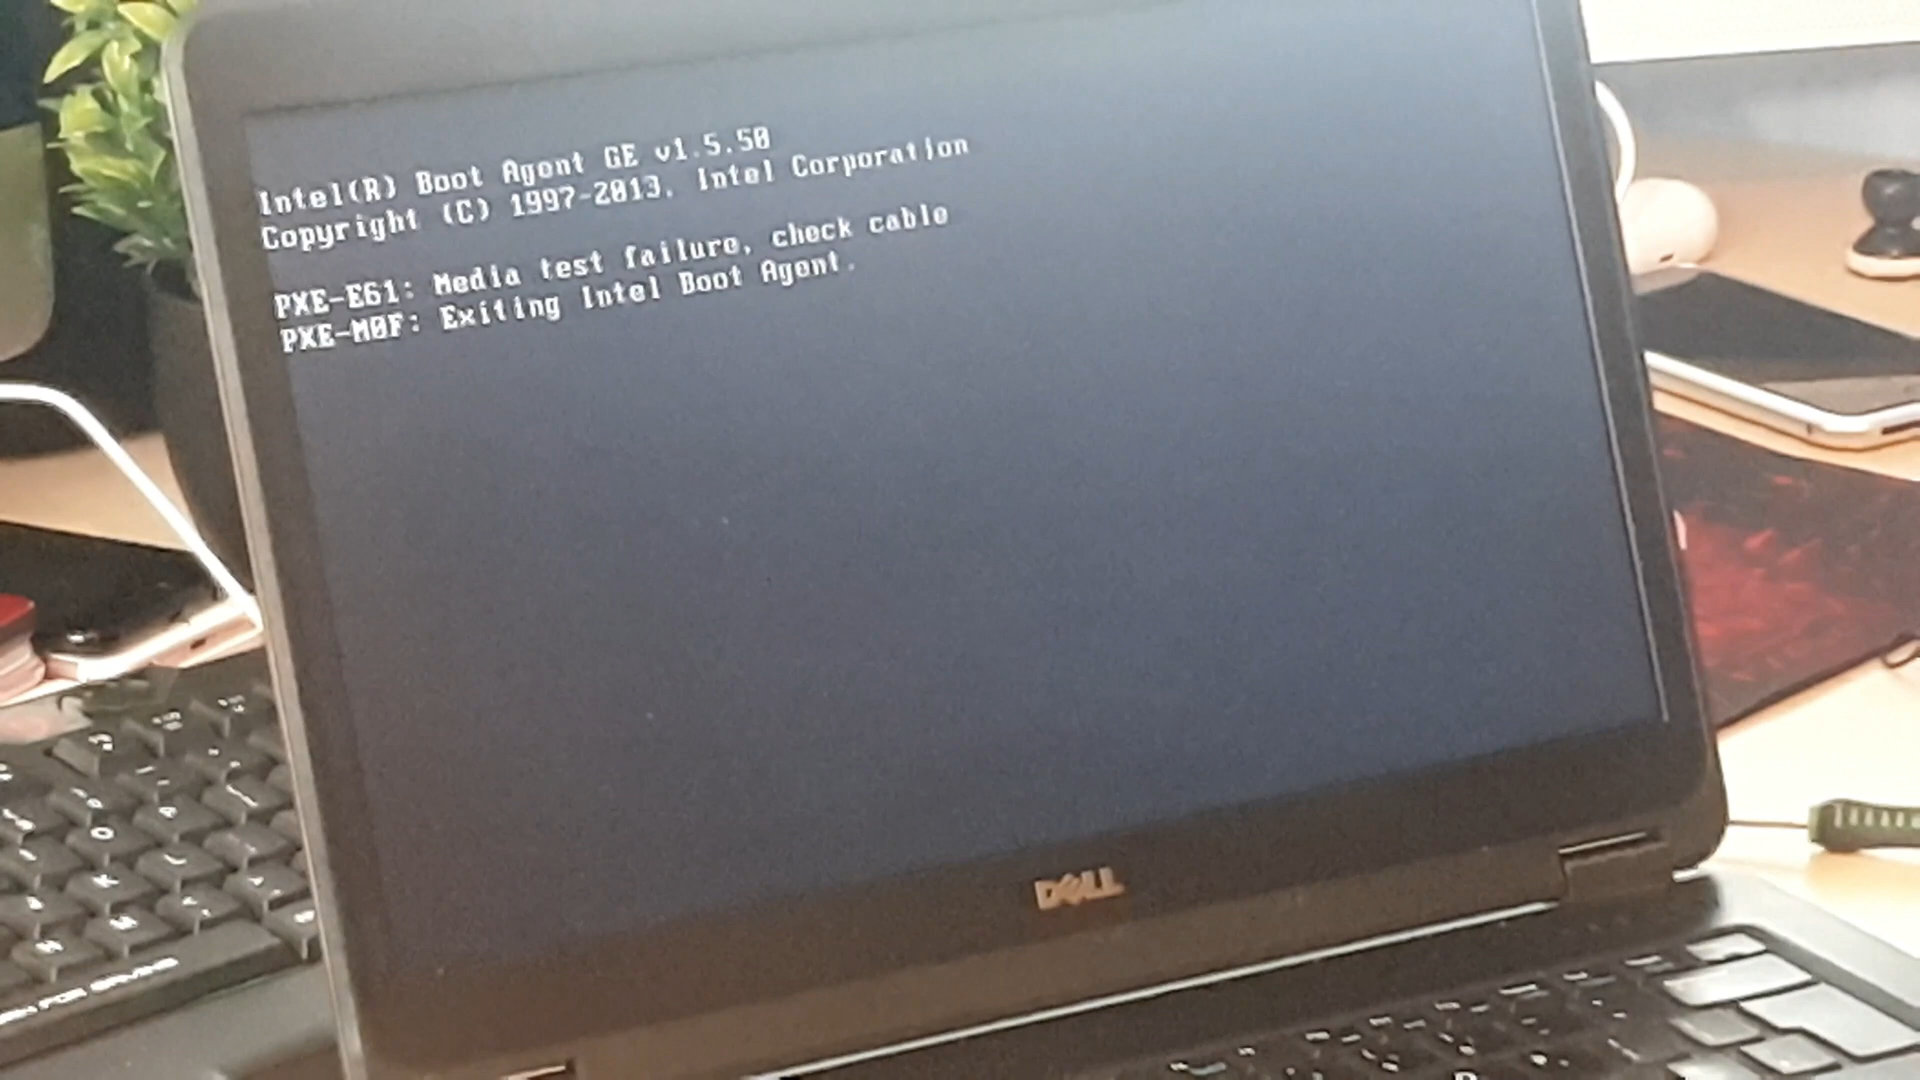 Intel(R) Boot Agent GE v1.5.50
Copyright (C) 1997-2013, Intel Corporation
PXE-E61: Media test failure, check cable
PXE-M0F: Exiting Intel Boot Agent.
DELL